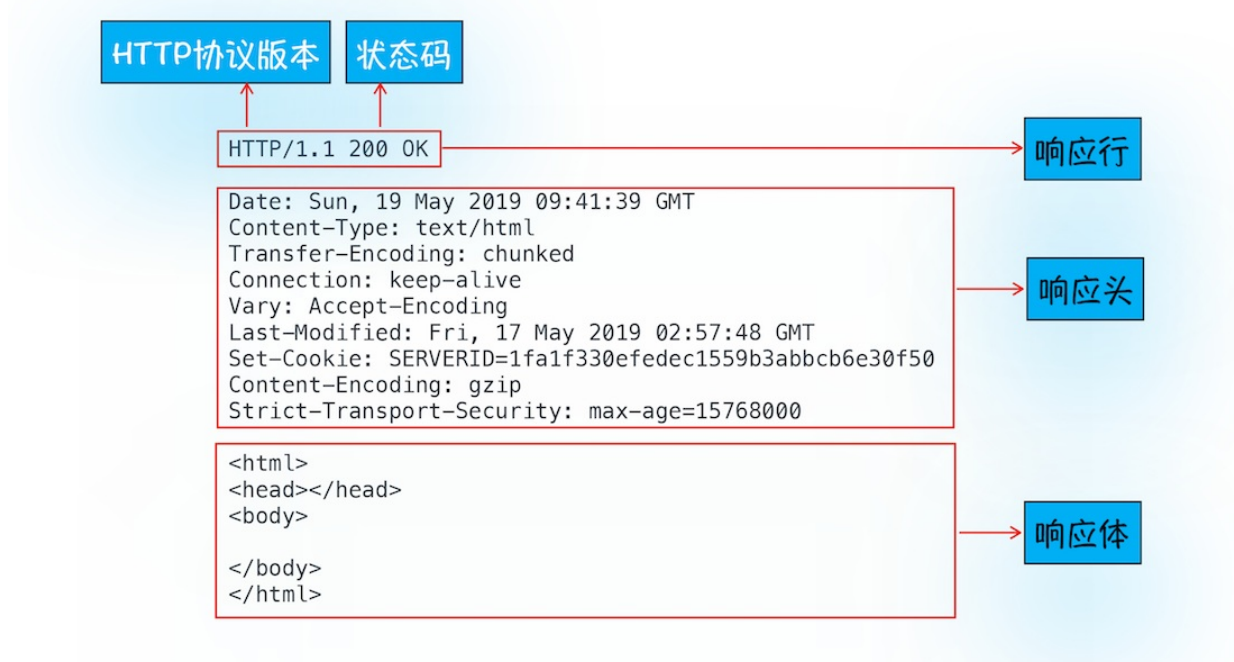 HTTP协议版本
状态码
HTTP/1.1 200 OK
响应行
Date: Sun, 19 May 2019 09:41:39 GMT
Content-Type: text/html
Transfer-Encoding: chunked
Connection: keep-alive
Vary: Accept-Encoding
Last-Modified: Fri, 17 May 2019 02:57:48 GMT
Set-Cookie: SERVERID=1fa1f330efedec1559b3abbcb6e30f50
Content-Encoding: gzip
Strict-Transport-Security: max-age=15768000
响应头
<html>
<head></head>
<body>
</body>
</html>
响应体